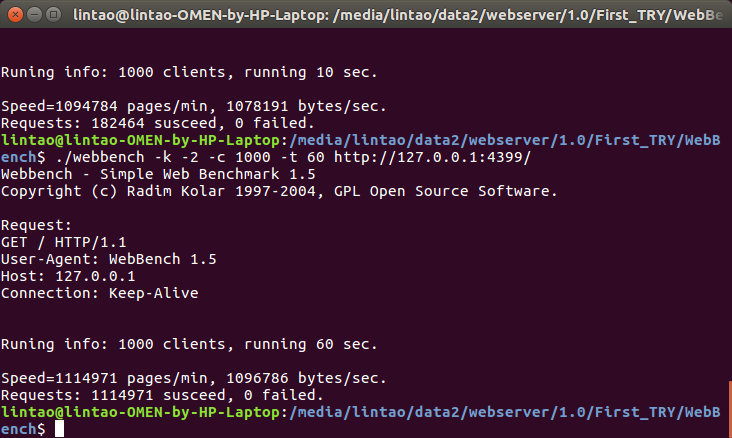 lintao@lintao-OMEN-by-HP-Laptop: /media/lintao/data2/webserver/1.0/First_TRY/WebBe
Runing info: 1000 clients, running 10 sec.
Speed=1094784 pages/min, 1078191 bytes/sec.
Requests: 182464 susceed, 0 failed.
lintao@lintao-OMEN-by-HP-Laptop:/media/lintao/data2/webserver/1.0/First_TRY/WebB
ench$ ./webbench -k -2 -c 1000 -t 60 http://127.0.0.1:4399/
Webbench - Simple Web Benchmark 1.5
Copyright (c) Radim Kolar 1997-2004, GPL Open Source Software.
Request:
GET / HTTP/1.1
User-Agent: WebBench 1.5
Host: 127.0.0.1
Connection: Keep-Alive
Runing info: 1000 clients, running 60 sec.
Speed=1114971 pages/min, 1096786 bytes/sec.
Requests: 1114971 susceed, 0 failed.
lintao@lintao-OMEN-by-HP-Laptop:/media/lintao/data2/webserver/1.0/First_TRY/WebB
ench$